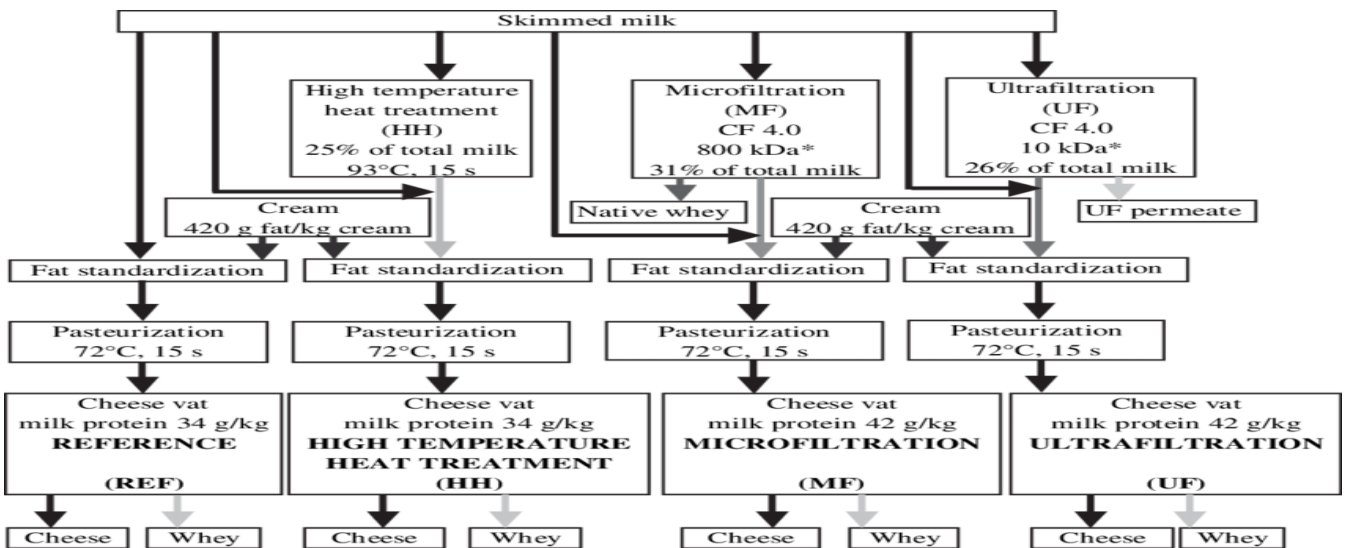 Skimmed milk
High temperature
heat treatment
(HH)
25% of total milk
93°C, 15 s
Microfiltration
(MF)
CF 4.0
800 kDa*
31% of total milk
Ultrafiltration
(UF)
CF 4.0
10 kDa*
26% of total milk
Cream
420 g fat/kg cream
Native whey
Cream
420 g fat/kg cream
UF permeate
Fat standardization
Fat standardization
Fat standardization
Fat standardization
Pasteurization
72°C, 15 s
Pasteurization
72°C, 15 s
Pasteurization
72°C, 15 s
Pasteurization
72°C, 15 s
Cheese vat
milk protein 34 g/kg
REFERENCE
(REF)
Cheese vat
milk protein 34 g/kg
HIGH TEMPERATURE
HEAT TREATMENT
(HH)
Cheese vat
milk protein 42 g/kg
MICROFILTRATION
(MF)
Cheese vat
milk protein 42 g/kg
ULTRAFILTRATION
(UF)
Cheese
Whey
Cheese
Whey
Cheese
Whey
Cheese
Whey